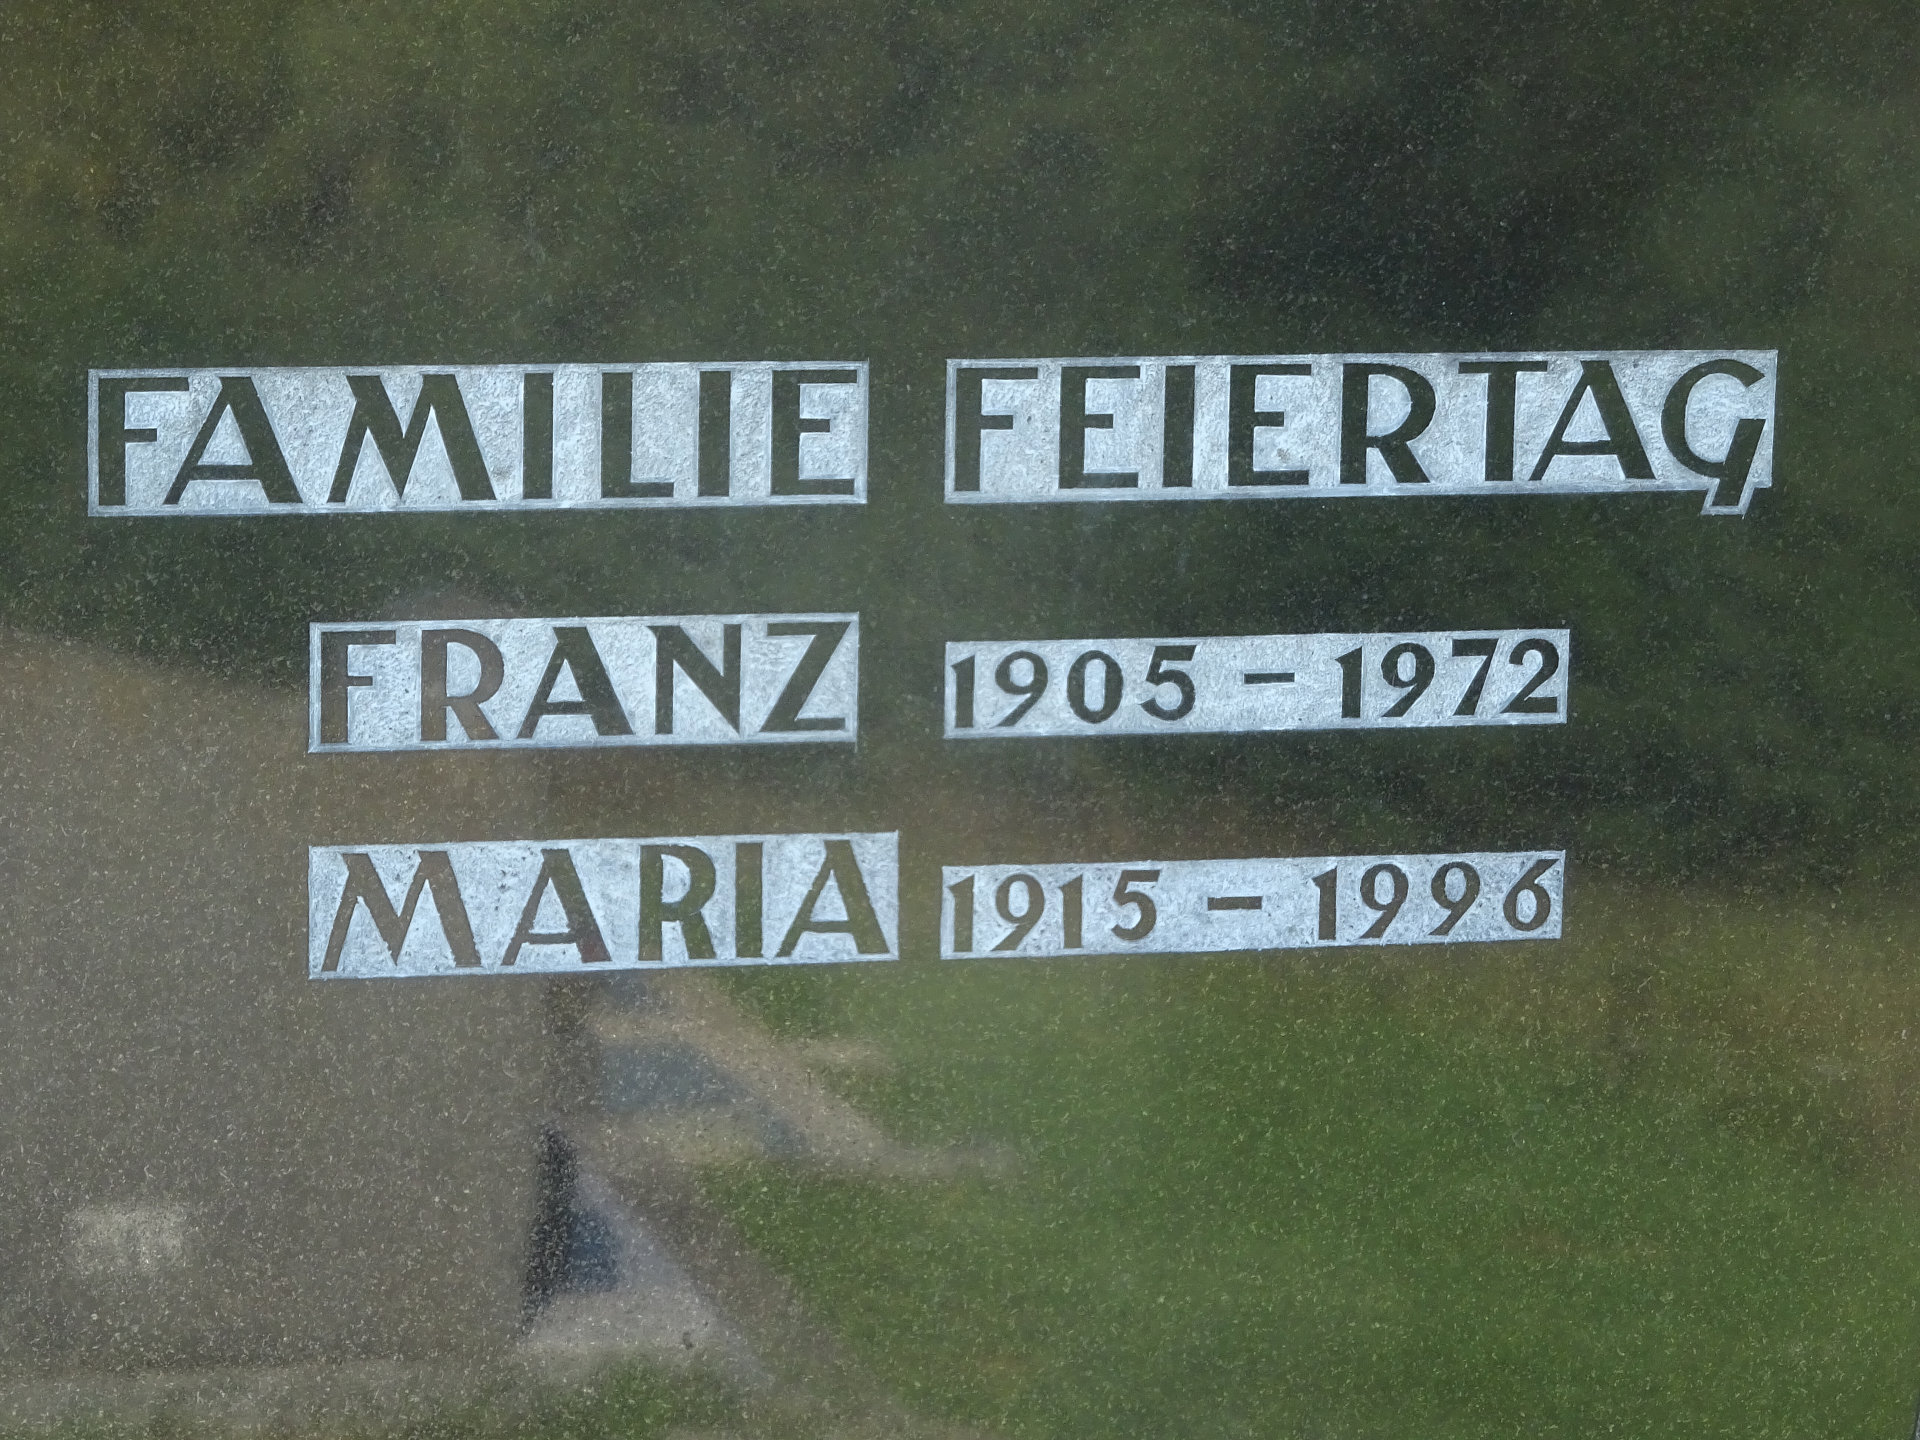 FAMILIE FEIERTAG
FRANZ 1905 – 1972
MARIA 1915 – 1996